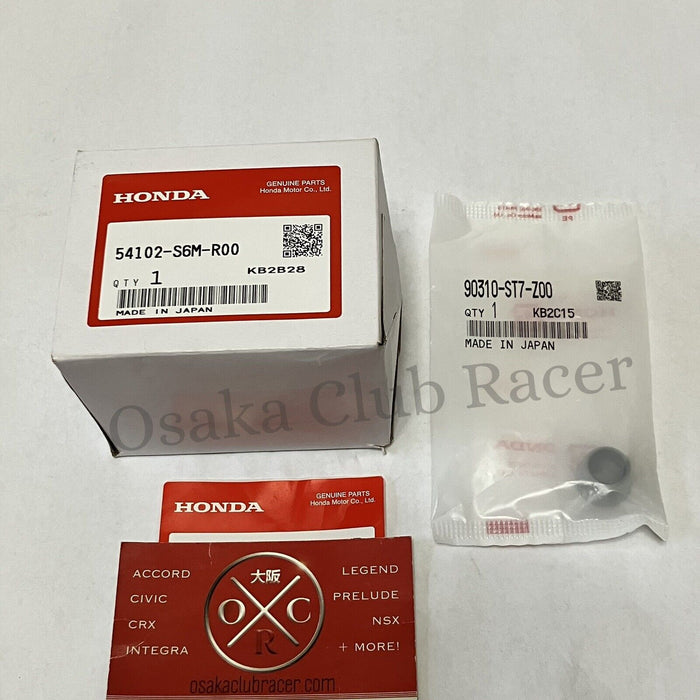 HONDA
GENUINE PARTS
Honda Motor Co., Ltd.
54102-S6M-R00
QTY 1
KB2B28
MADE IN JAPAN
90310-ST7-Z00
QTY 1 KB2C15
MADE IN JAPAN
HONDA
Osaka Club Racer
HONDA
GENUINE PARTS
Honda Motor Co., Ltd.
ACCORD
CIVIC
CRX
INTEGRA
大阪
O C
R
LEGEND
PRELUDE
NSX
+ MORE!
osakaclubracer.com